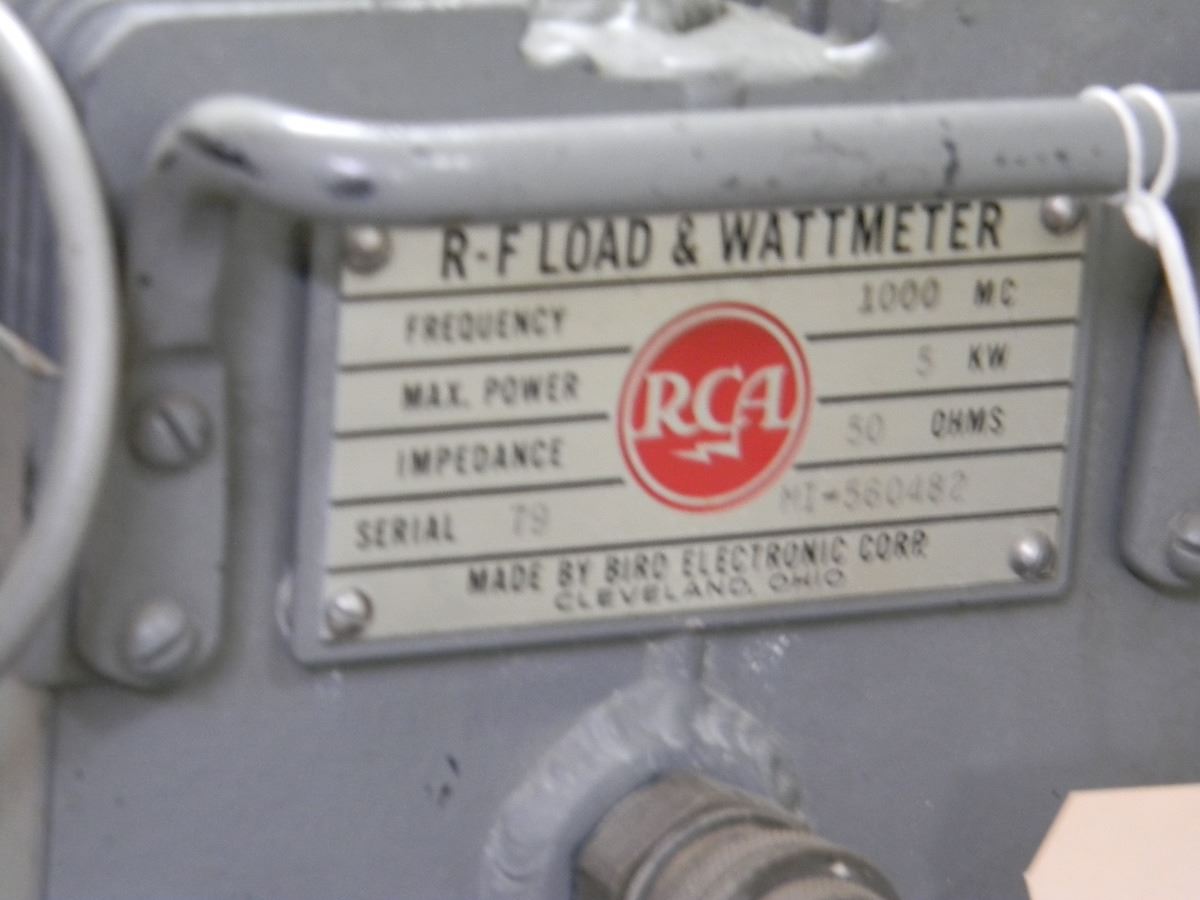 R-F LOAD & WATTMETER
FREQUENCY 1000 MC
MAX. POWER 5 KW
RCA
IMPEDANCE 50 OHMS
SERIAL 79 MI-560482
MADE BY BIRD ELECTRONIC CORP.
CLEVELAND, OHIO